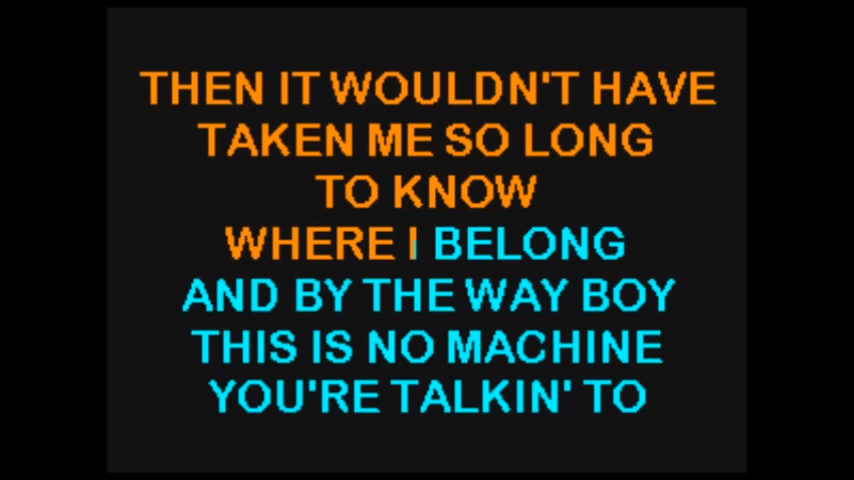 THEN IT WOULDN'T HAVE
TAKEN ME SO LONG
TO KNOW
WHERE I BELONG
AND BY THE WAY BOY
THIS IS NO MACHINE
YOU'RE TALKIN' TO